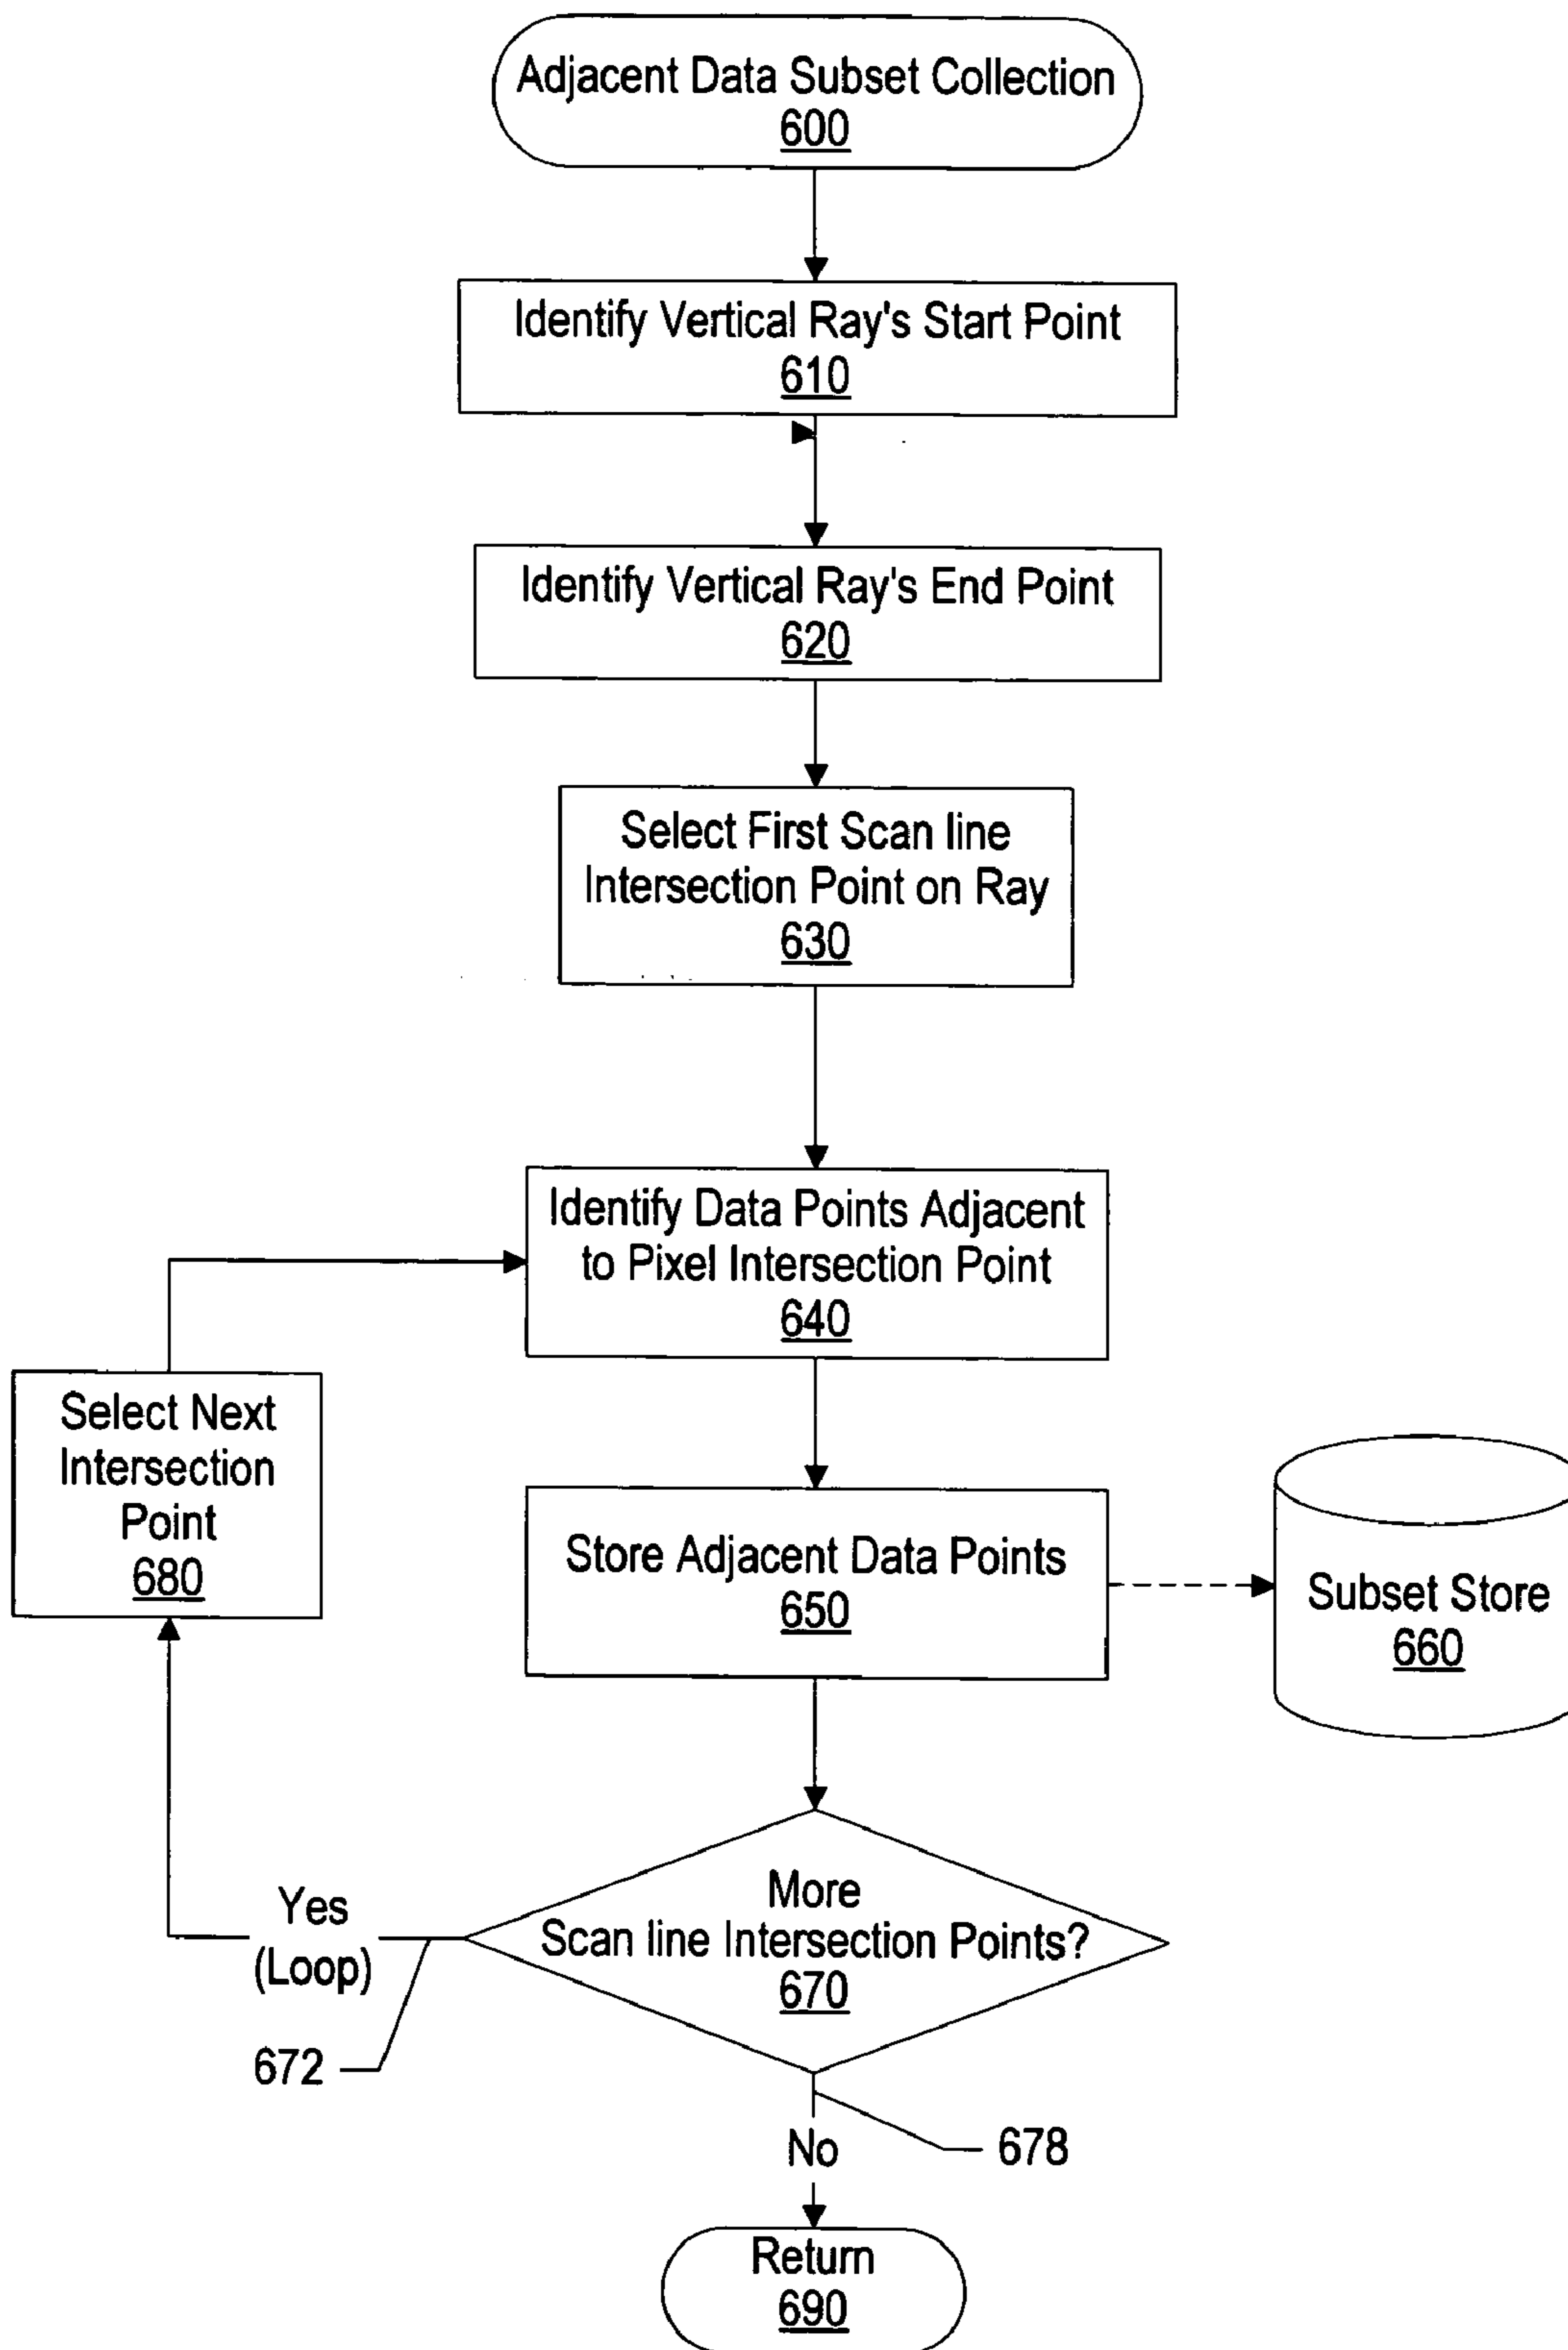 Adjacent Data Subset Collection
600
Identify Vertical Ray's Start Point
610
Identify Vertical Ray's End Point
620
Select First Scan line
Intersection Point on Ray
630
Identify Data Points Adjacent
to Pixel Intersection Point
640
Select Next
Intersection
Point
680
Store Adjacent Data Points
650
Subset Store
660
More
Scan line Intersection Points?
670
Yes
(Loop)
672
678
No
Return
690